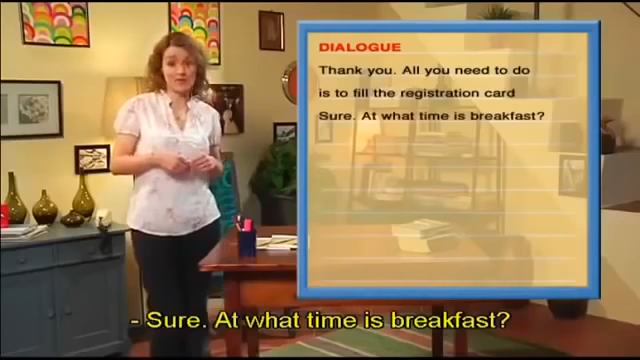 DIALOGUE
Thank you. All you need to do
is to fill the registration card
Sure. At what time is breakfast?
- Sure. At what time is breakfast?